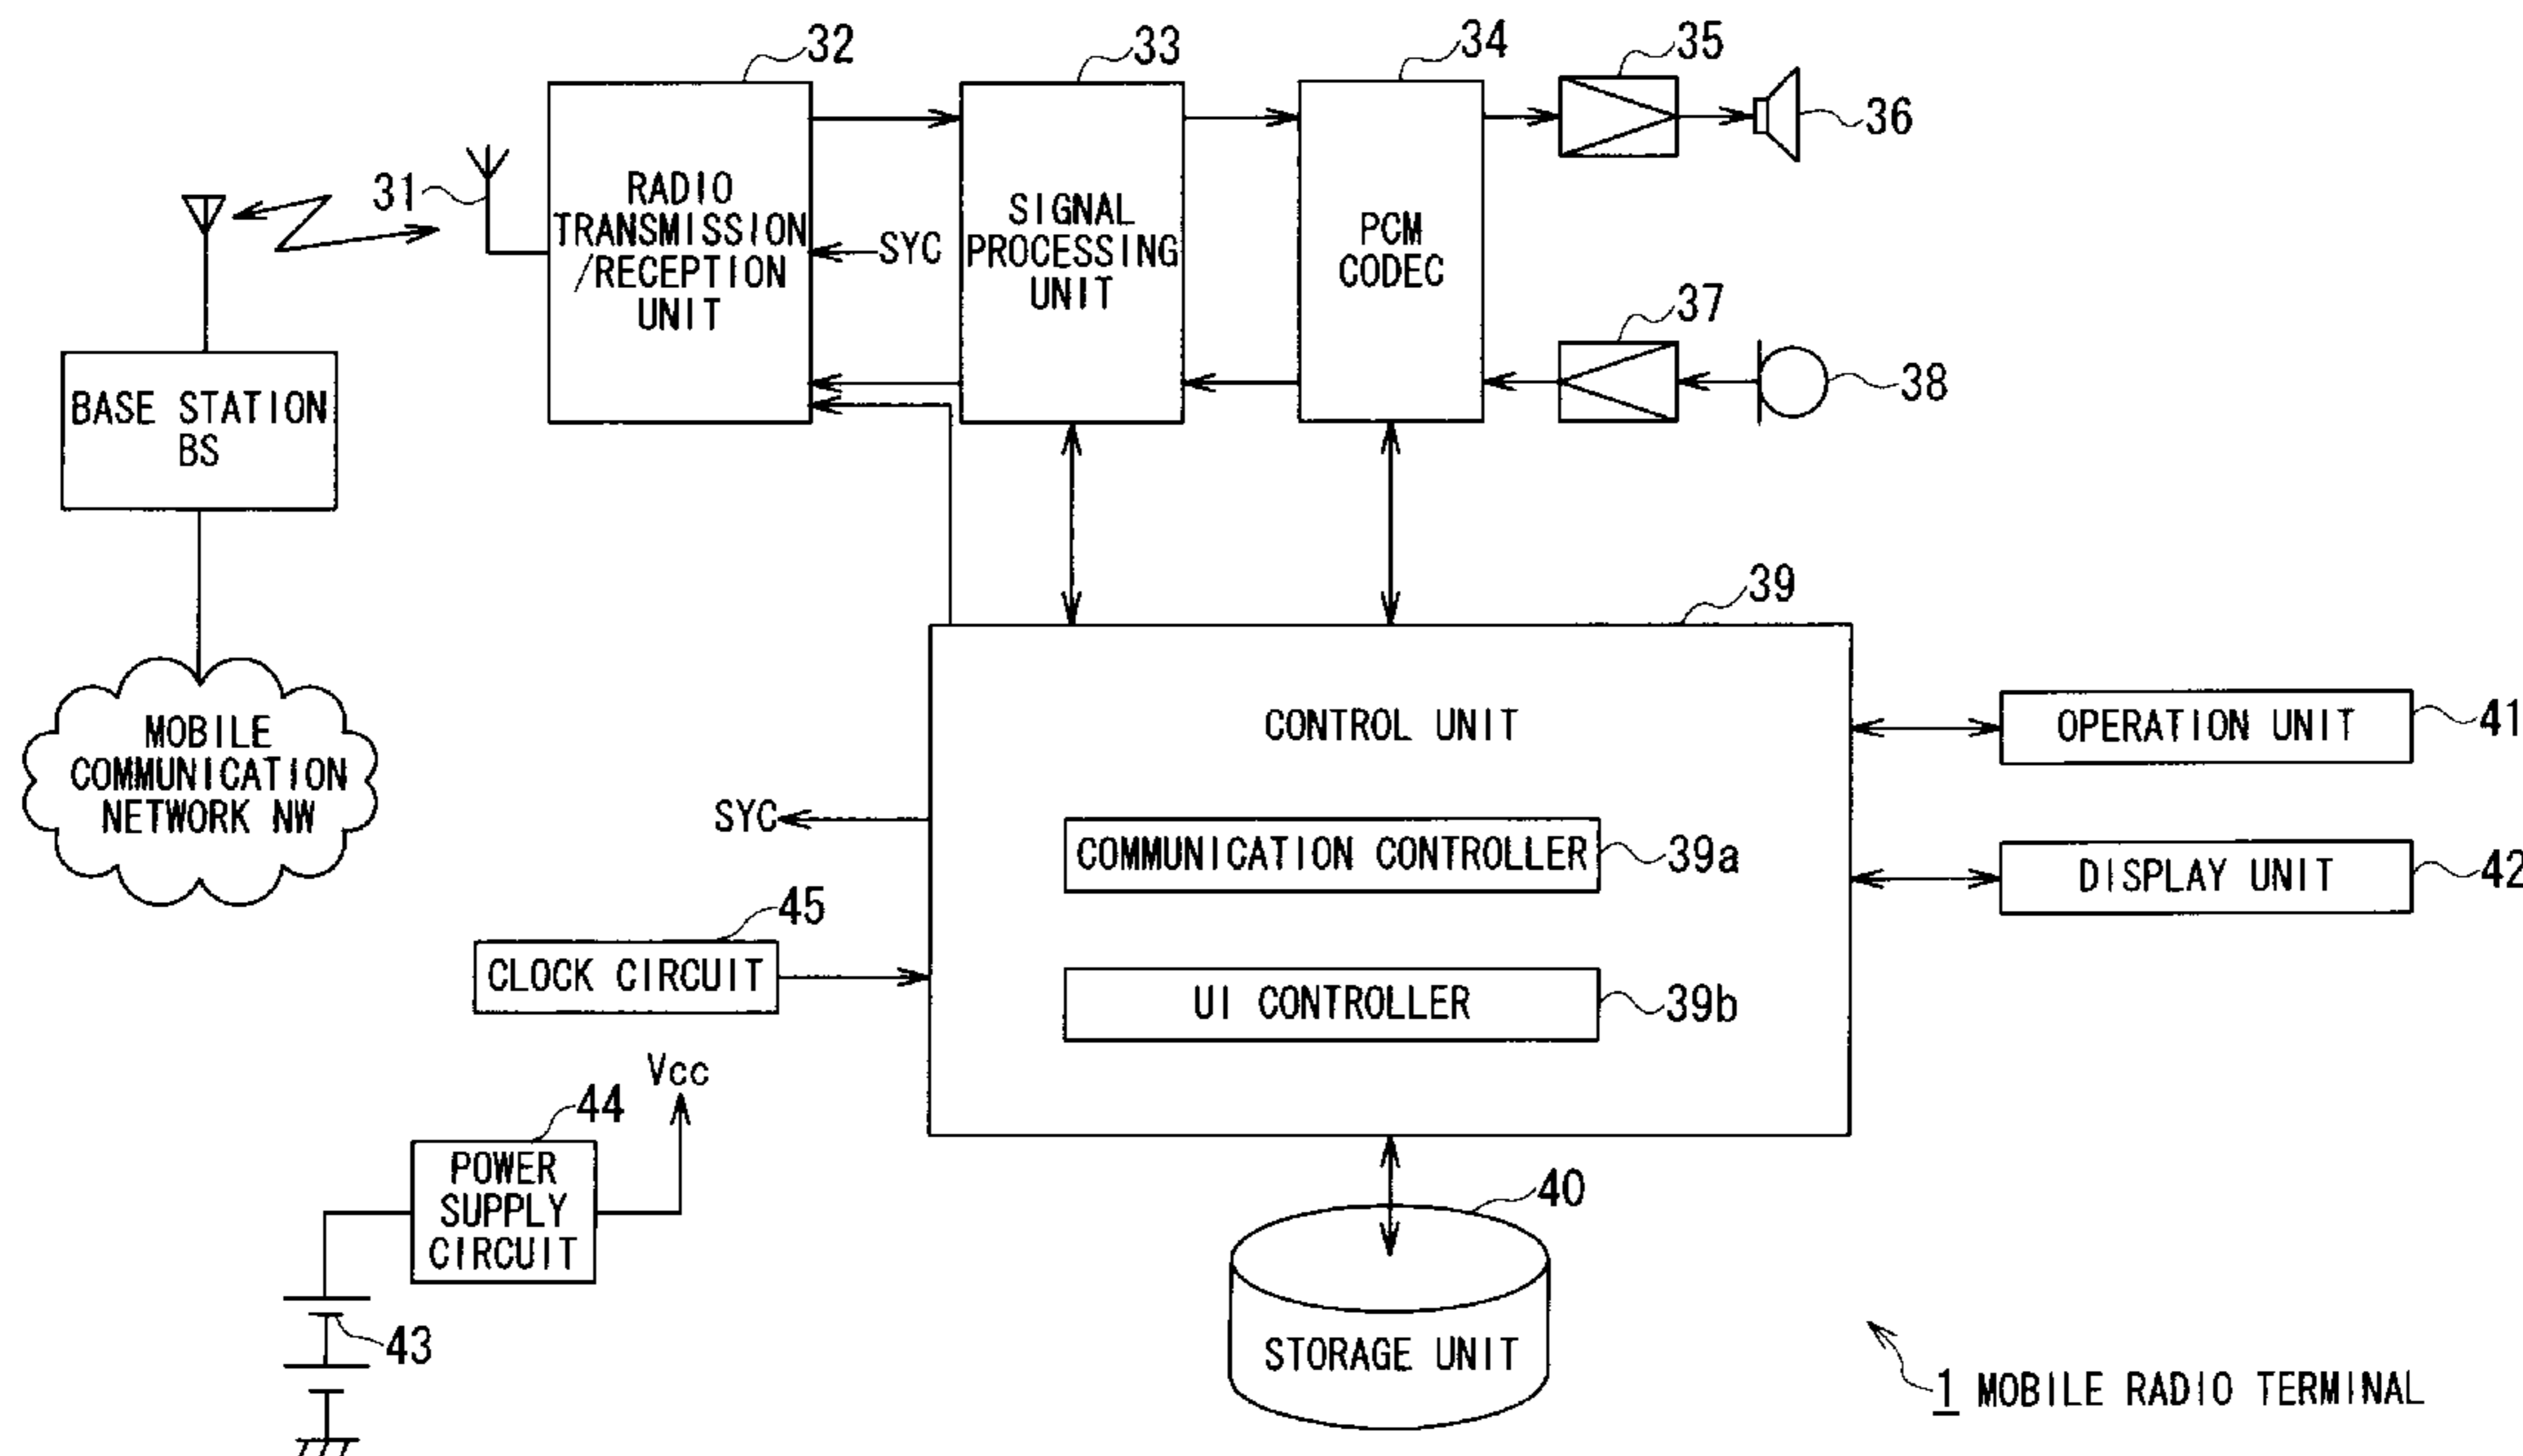 32
33
34
35
36
31
RADIO
TRANSMISSION
/RECEPTION
UNIT
SYC
SIGNAL
PROCESSING
UNIT
PCM
CODEC
37
38
BASE STATION
BS
39
MOBILE
COMMUNICATION
NETWORK NW
CONTROL UNIT
OPERATION UNIT
41
SYC
COMMUNICATION CONTROLLER
39a
DISPLAY UNIT
42
45
CLOCK CIRCUIT
UI CONTROLLER
39b
Vcc
44
POWER
SUPPLY
CIRCUIT
40
43
STORAGE UNIT
1 MOBILE RADIO TERMINAL